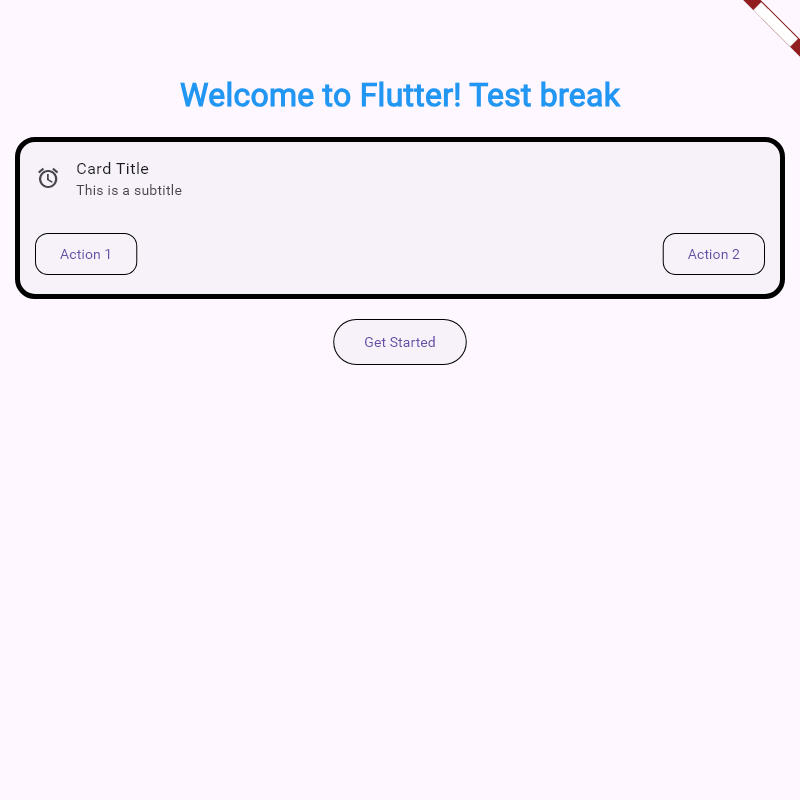 Welcome to Flutter! Test break
Card Title
This is a subtitle
Action 1
Action 2
Get Started